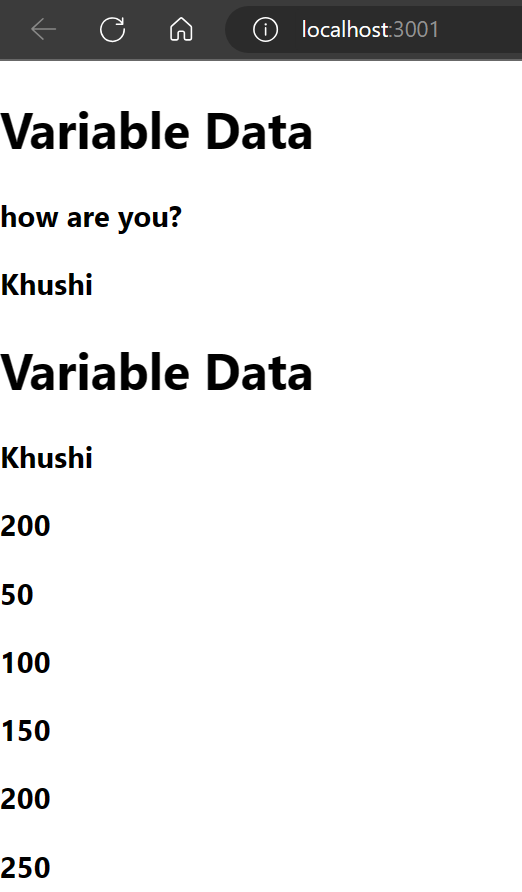 localhost:3001
Variable Data
how are you?
Khushi
Variable Data
Khushi
200
50
100
150
200
250